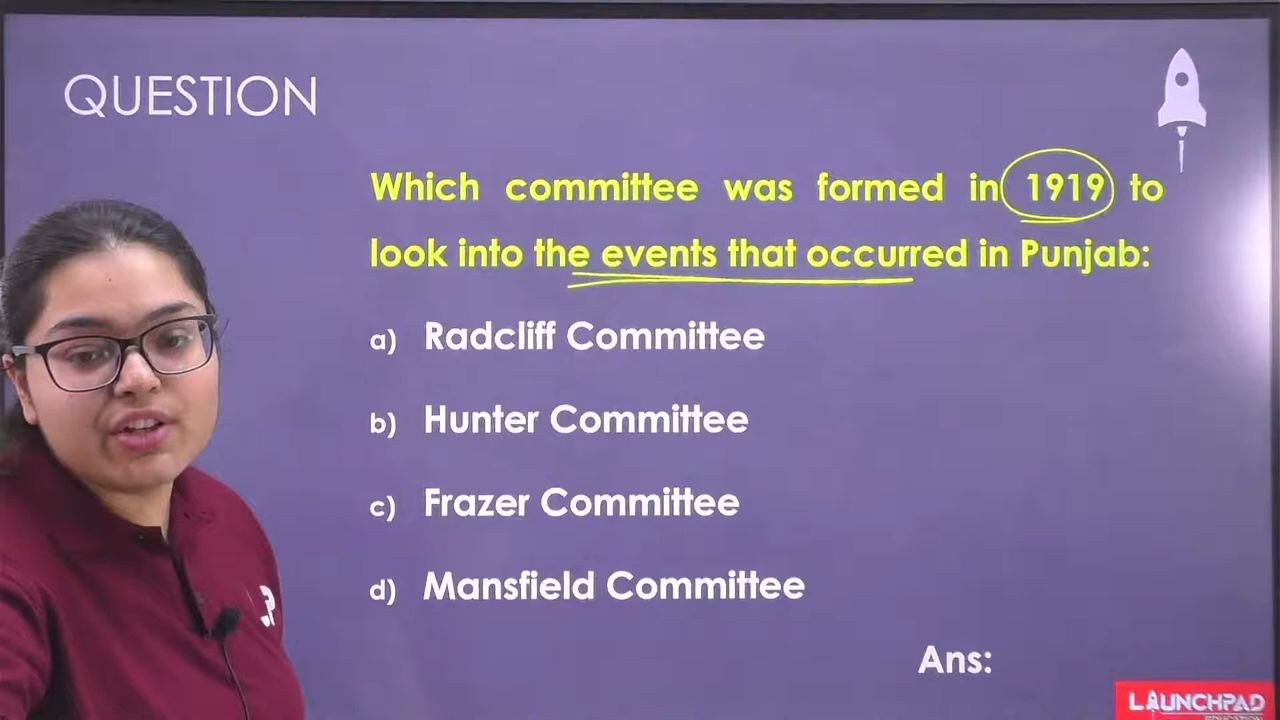 QUESTION
Which committee was formed in 1919 to
look into the events that occurred in Punjab:
a) Radcliff Committee
b) Hunter Committee
c) Frazer Committee
d) Mansfield Committee
Ans:
LAUNCHPAD
EDUCATION